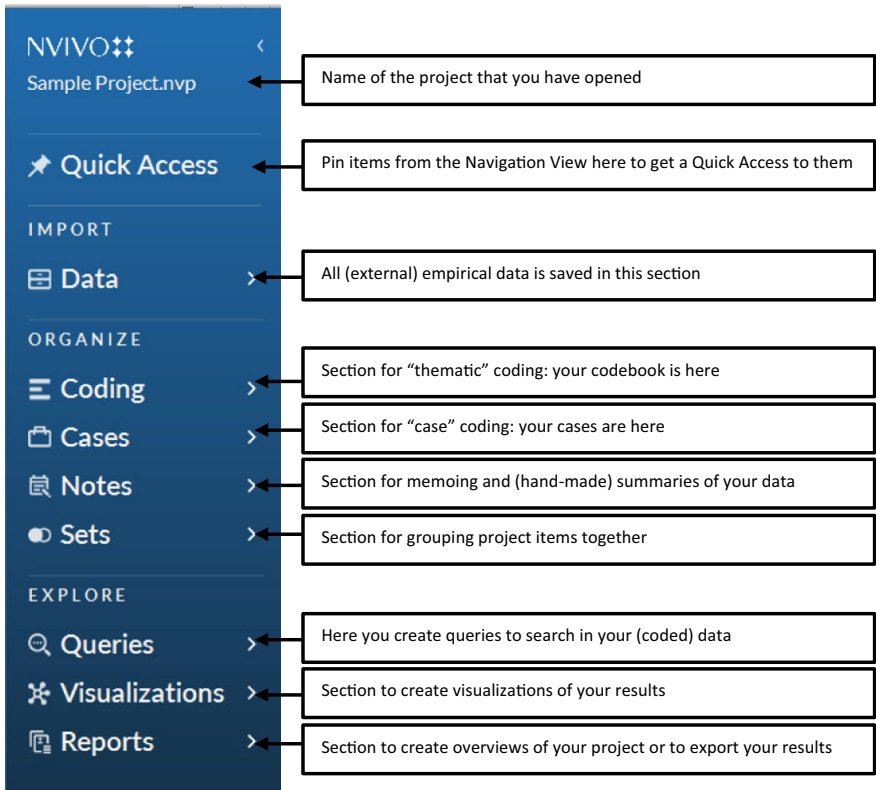 NVIVO
Sample Project.nvp
Name of the project that you have opened
Quick Access
Pin items from the Navigation View here to get a Quick Access to them
IMPORT
Data
All (external) empirical data is saved in this section
ORGANIZE
Coding
Section for “thematic” coding: your codebook is here
Cases
Section for “case” coding: your cases are here
Notes
Section for memoing and (hand-made) summaries of your data
Sets
Section for grouping project items together
EXPLORE
Queries
Here you create queries to search in your (coded) data
Visualizations
Section to create visualizations of your results
Reports
Section to create overviews of your project or to export your results